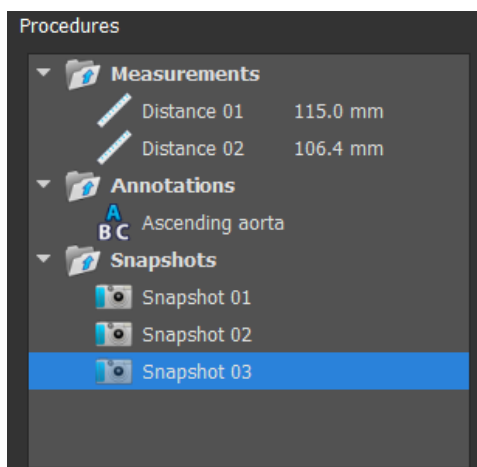 Procedures
Measurements
Distance 01 115.0 mm
Distance 02 106.4 mm
Annotations
A
B C Ascending aorta
Snapshots
Snapshot 01
Snapshot 02
Snapshot 03